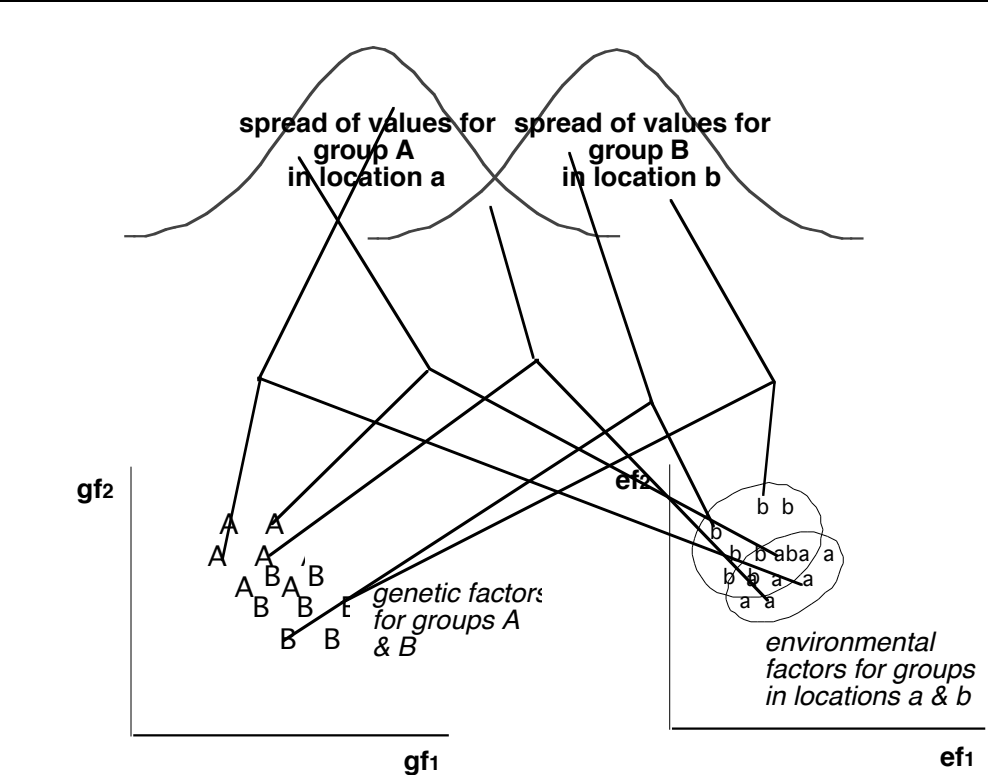 spread of values for
group A
in location a
spread of values for
group B
in location b
gf2
ef2
A A
A A
B B
A A
B B
B B
genetic factors
for groups A
& B
b b
b
b b aba a
b b a a
a a
environmental
factors for groups
in locations a & b
gf1
ef1